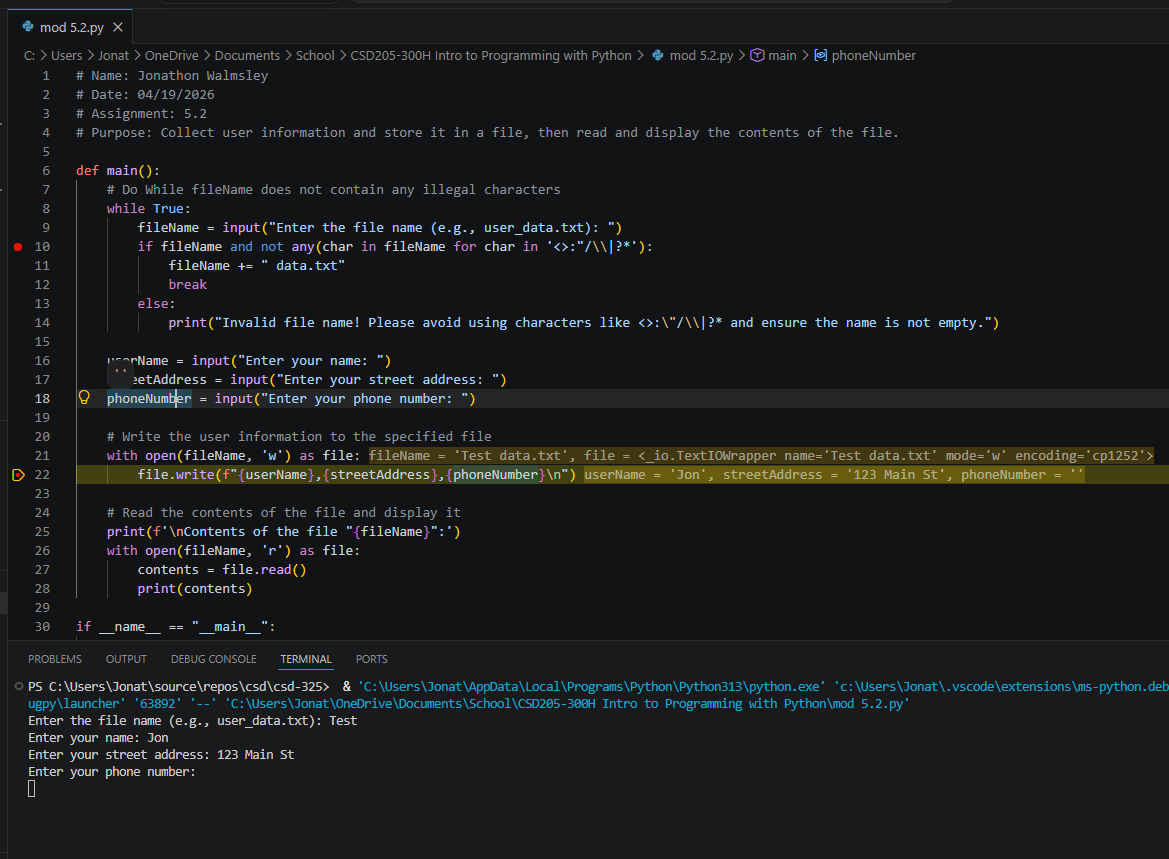 mod 5.2.py
C: > Users > Jonat > OneDrive > Documents > School > CSD205-300H Intro to Programming with Python > mod 5.2.py > main > phoneNumber
1 # Name: Jonathon Walmsley
2 # Date: 04/19/2026
3 # Assignment: 5.2
4 # Purpose: Collect user information and store it in a file, then read and display the contents of the file.
5
6 def main():
7     # Do While fileName does not contain any illegal characters
8     while True:
9         fileName = input("Enter the file name (e.g., user_data.txt): ")
10         if fileName and not any(char in fileName for char in '<>:"/\\|?*'):
11             fileName += " data.txt"
12             break
13         else:
14             print("Invalid file name! Please avoid using characters like <>:\"/\\|?* and ensure the name is not empty.")
15
16     userName = input("Enter your name: ")
''
17     eetAddress = input("Enter your street address: ")
18     phoneNumber = input("Enter your phone number: ")
19
20     # Write the user information to the specified file
21     with open(fileName, 'w') as file: fileName = 'Test data.txt', file = <_io.TextIOWrapper name='Test data.txt' mode='w' encoding='cp1252'>
22         file.write(f"{userName},{streetAddress},{phoneNumber}\n") userName = 'Jon', streetAddress = '123 Main St', phoneNumber = ''
23
24     # Read the contents of the file and display it
25     print(f'\nContents of the file "{fileName}":')
26     with open(fileName, 'r') as file:
27         contents = file.read()
28         print(contents)
29
30 if __name__ == "__main__":
PROBLEMS OUTPUT DEBUG CONSOLE TERMINAL PORTS
PS C:\Users\Jonat\source\repos\csd\csd-325>  & 'C:\Users\Jonat\AppData\Local\Programs\Python\Python313\python.exe' 'c:\Users\Jonat\.vscode\extensions\ms-python.deb
ugpy\launcher' '63892' '--' 'C:\Users\Jonat\OneDrive\Documents\School\CSD205-300H Intro to Programming with Python\mod 5.2.py'
Enter the file name (e.g., user_data.txt): Test
Enter your name: Jon
Enter your street address: 123 Main St
Enter your phone number: